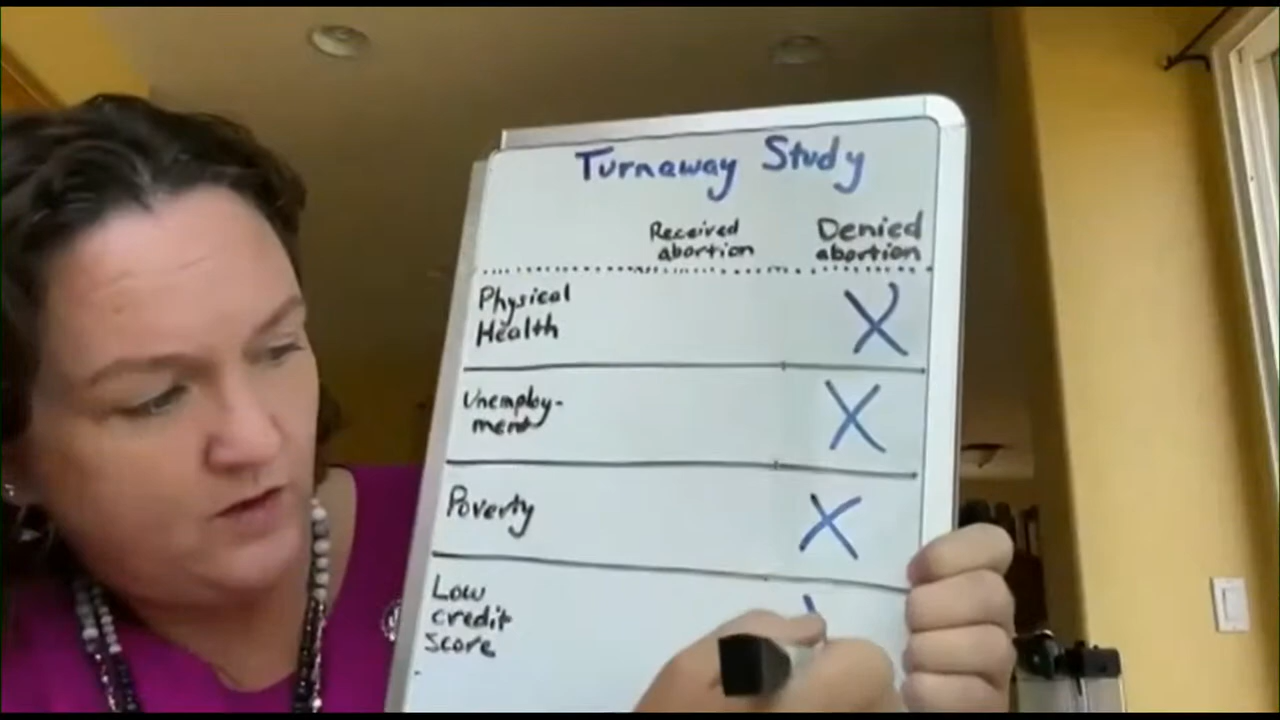 Turnaway Study
Received
abortion
Denied
abortion
Physical
Health
X
Unemploy-
ment
X
Poverty
X
Low
credit
score